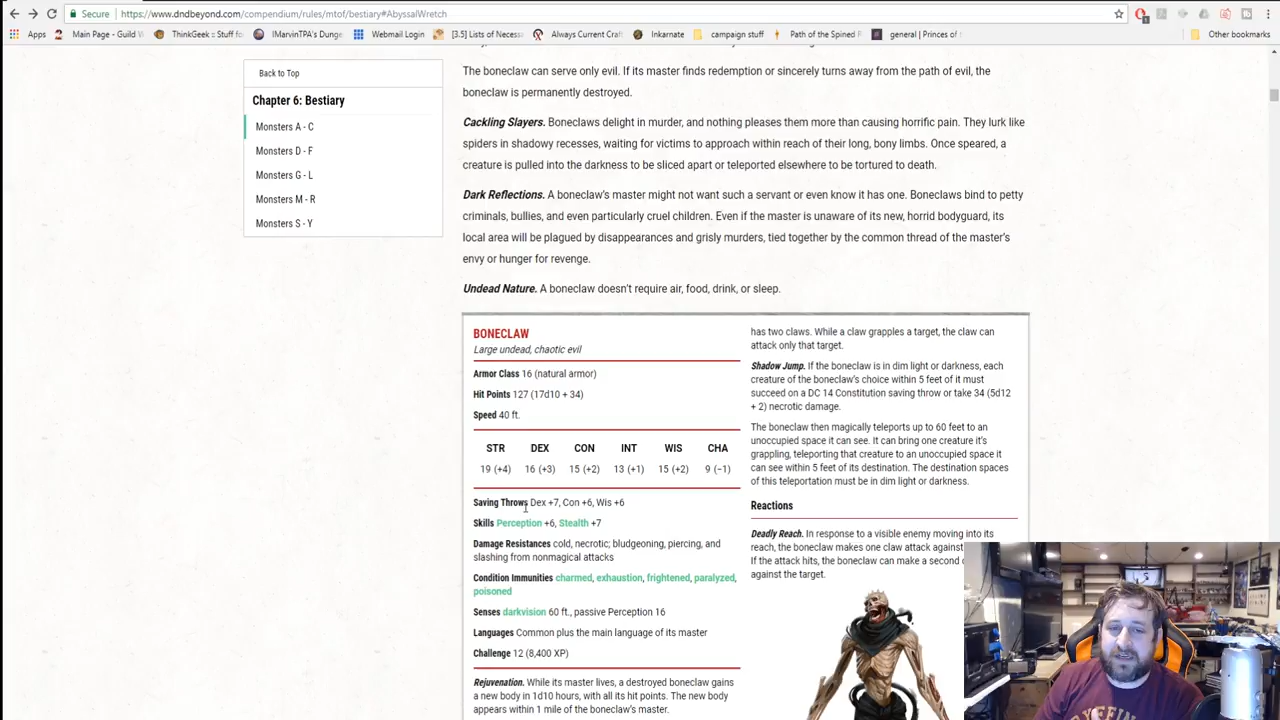 Secure | https://www.dndbeyond.com/compendium/rules/mtof/bestiary#AbyssalWretch
Apps Main Page - Guild W ThinkGeek :: Stuff fo IMarvinTPA's Dunge Webmail Login [3.5] Lists of Necess Always Current Craf Inkarnate campaign stuff Path of the Spined R general | Princes of Other bookmarks
Back to Top
Chapter 6: Bestiary
Monsters A - C
Monsters D - F
Monsters G - L
Monsters M - R
Monsters S - Y
The boneclaw can serve only evil. If its master finds redemption or sincerely turns away from the path of evil, the
boneclaw is permanently destroyed.
Cackling Slayers. Boneclaws delight in murder, and nothing pleases them more than causing horrific pain. They lurk like
spiders in shadowy recesses, waiting for victims to approach within reach of their long, bony limbs. Once speared, a
creature is pulled into the darkness to be sliced apart or teleported elsewhere to be tortured to death.
Dark Reflections. A boneclaw's master might not want such a servant or even know it has one. Boneclaws bind to petty
criminals, bullies, and even particularly cruel children. Even if the master is unaware of its new, horrid bodyguard, its
local area will be plagued by disappearances and grisly murders, tied together by the common thread of the master's
envy or hunger for revenge.
Undead Nature. A boneclaw doesn't require air, food, drink, or sleep.
BONECLAW
Large undead, chaotic evil
Armor Class 16 (natural armor)
Hit Points 127 (17d10 + 34)
Speed 40 ft.
STR DEX CON INT WIS CHA
19 (+4) 16 (+3) 15 (+2) 13 (+1) 15 (+2) 9 (−1)
Saving Throws Dex +7, Con +6, Wis +6
Skills Perception +6, Stealth +7
Damage Resistances cold, necrotic; bludgeoning, piercing, and
slashing from nonmagical attacks
Condition Immunities charmed, exhaustion, frightened, paralyzed,
poisoned
Senses darkvision 60 ft., passive Perception 16
Languages Common plus the main language of its master
Challenge 12 (8,400 XP)
Rejuvenation. While its master lives, a destroyed boneclaw gains
a new body in 1d10 hours, with all its hit points. The new body
appears within 1 mile of the boneclaw's master.
has two claws. While a claw grapples a target, the claw can
attack only that target.
Shadow Jump. If the boneclaw is in dim light or darkness, each
creature of the boneclaw's choice within 5 feet of it must
succeed on a DC 14 Constitution saving throw or take 34 (5d12
+ 2) necrotic damage.
The boneclaw then magically teleports up to 60 feet to an
unoccupied space it can see. It can bring one creature it's
grappling, teleporting that creature to an unoccupied space it
can see within 5 feet of its destination. The destination spaces
of this teleportation must be in dim light or darkness.
Reactions
Deadly Reach. In response to a visible enemy moving into its
reach, the boneclaw makes one claw attack against
If the attack hits, the boneclaw can make a second
against the target.